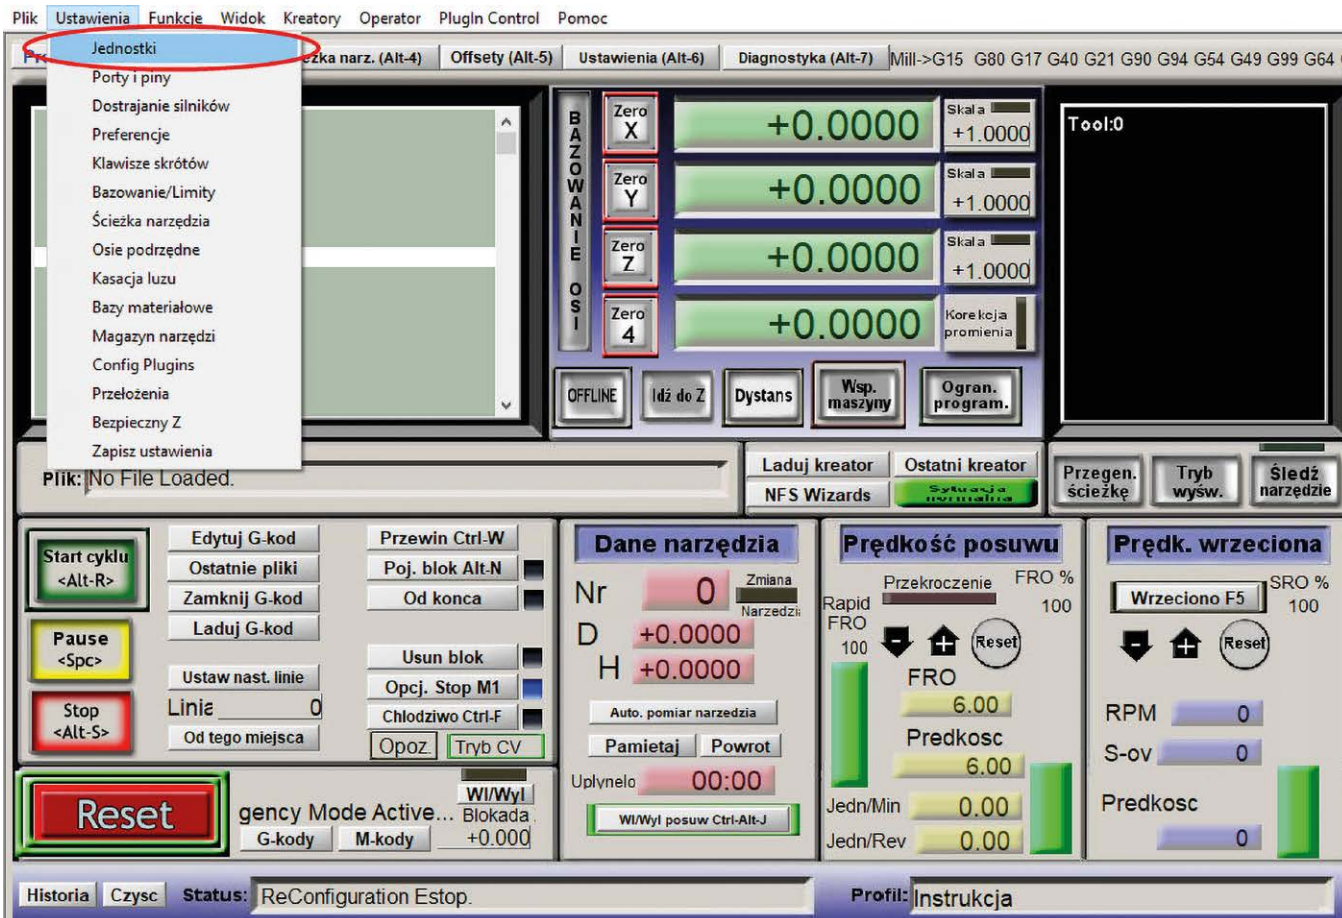 Plik Ustawienia Funkcje Widok Kreatory Operator PlugIn Control Pomoc
Jednostki
Porty i piny
Dostrajanie silników
Preferencje
Klawisze skrótów
Bazowanie/Limity
Ścieżka narzędzia
Osie podrzędne
Kasacja luzu
Bazy materiałowe
Magazyn narzędzi
Config Plugins
Przełożenia
Bezpieczny Z
Zapisz ustawienia
narz. (Alt-4) Offsety (Alt-5) Ustawienia (Alt-6) Diagnostyka (Alt-7) Mill->G15 G80 G17 G40 G21 G90 G94 G54 G49 G99 G64
BAZOWANIE OSI
Zero X +0.0000 Skala +1.0000
Zero Y +0.0000 Skala +1.0000
Zero Z +0.0000 Skala +1.0000
Zero 4 +0.0000 Korekcja promienia
OFFLINE Idź do Z Dystans Wsp. maszyny Ogran. program.
Tool:0
Plik: No File Loaded.
Laduj kreator Ostatni kreator
NFS Wizards Sytuacja normalna
Przegen. ścieżkę Tryb wyśw. Śledź narzędzie
Start cyklu
<Alt-R>
Pause
<Spc>
Stop
<Alt-S>
Edytuj G-kod
Ostatnie pliki
Zamknij G-kod
Laduj G-kod
Ustaw nast. linie
Linia 0
Od tego miejsca
Przewin Ctrl-W
Poj. blok Alt-N
Od konca
Usun blok
Opcj. Stop M1
Chlodziwo Ctrl-F
Opoz. Tryb CV
Reset
gency Mode Active...
G-kody M-kody
Wl/Wyl
Blokada
+0.000
Dane narzędzia
Nr 0 Zmiana
Narzedzia
D +0.0000
H +0.0000
Auto. pomiar narzedzia
Pamietaj Powrot
Uplynelo 00:00
Wl/Wyl posuw Ctrl-Alt-J
Prędkość posuwu
Przekroczenie FRO %
100
Rapid
FRO
100
Reset
FRO
6.00
Predkosc
6.00
Jedn/Min 0.00
Jedn/Rev 0.00
Prędk. wrzeciona
Wrzeciono F5 SRO %
100
Reset
RPM 0
S-ov 0
Predkosc
0
Historia Czysc Status: ReConfiguration Estop. Profil: Instrukcja